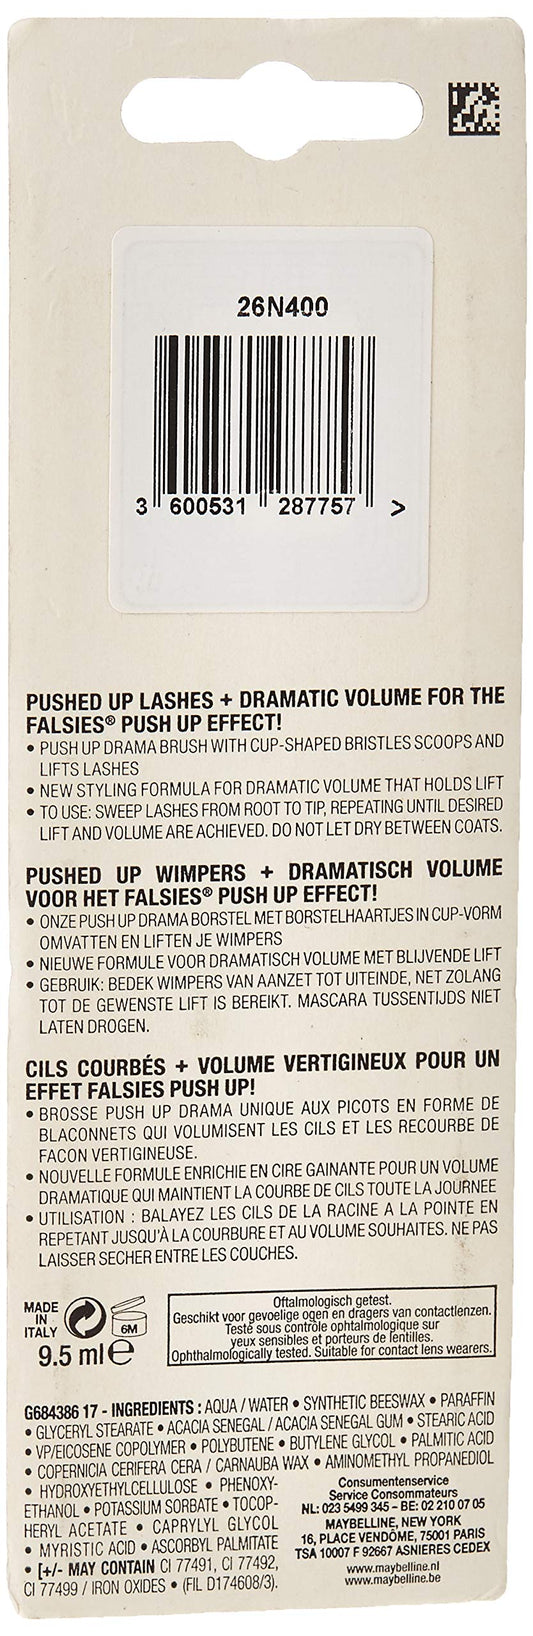 26N400
3 600531 287757 >
PUSHED UP LASHES + DRAMATIC VOLUME FOR THE
FALSIES® PUSH UP EFFECT!
• PUSH UP DRAMA BRUSH WITH CUP-SHAPED BRISTLES SCOOPS AND
LIFTS LASHES
• NEW STYLING FORMULA FOR DRAMATIC VOLUME THAT HOLDS LIFT
• TO USE: SWEEP LASHES FROM ROOT TO TIP, REPEATING UNTIL DESIRED
LIFT AND VOLUME ARE ACHIEVED. DO NOT LET DRY BETWEEN COATS.
PUSHED UP WIMPERS + DRAMATISCH VOLUME
VOOR HET FALSIES® PUSH UP EFFECT!
• ONZE PUSH UP DRAMA BORSTEL MET BORSTELHAARTJES IN CUP-VORM
OMVATTEN EN LIFTEN JE WIMPERS
• NIEUWE FORMULE VOOR DRAMATISCH VOLUME MET BLIJVENDE LIFT
• GEBRUIK: BEDEK WIMPERS VAN AANZET TOT UITEINDE, NET ZOLANG
TOT DE GEWENSTE LIFT IS BEREIKT. MASCARA TUSSENTIJDS NIET
LATEN DROGEN.
CILS COURBÉS + VOLUME VERTIGINEUX POUR UN
EFFET FALSIES PUSH UP!
• BROSSE PUSH UP DRAMA UNIQUE AUX PICOTS EN FORME DE
BLACONNETS QUI VOLUMISENT LES CILS ET LES RECOURBE DE
FACON VERTIGINEUSE.
• NOUVELLE FORMULE ENRICHIE EN CIRE GAINANTE POUR UN VOLUME
DRAMATIQUE QUI MAINTIENT LA COURBE DE CILS TOUTE LA JOURNEE
• UTILISATION : BALAYEZ LES CILS DE LA RACINE A LA POINTE EN
REPETANT JUSQU'À LA COURBURE ET AU VOLUME SOUHAITES. NE PAS
LAISSER SECHER ENTRE LES COUCHES.
MADE
IN
ITALY
6M
9.5 ml e
Oftalmologisch getest.
Geschikt voor gevoelige ogen en dragers van contactlenzen.
Testé sous contrôle ophtalmologique sur
yeux sensibles et porteurs de lentilles.
Ophthalmologically tested. Suitable for contact lens wearers.
G684386 17 - INGREDIENTS : AQUA / WATER • SYNTHETIC BEESWAX • PARAFFIN
• GLYCERYL STEARATE • ACACIA SENEGAL / ACACIA SENEGAL GUM • STEARIC ACID
• VP/EICOSENE COPOLYMER • POLYBUTENE • BUTYLENE GLYCOL • PALMITIC ACID
• COPERNICIA CERIFERA CERA / CARNAUBA WAX • AMINOMETHYL PROPANEDIOL
• HYDROXYETHYLCELLULOSE • PHENOXY-
ETHANOL • POTASSIUM SORBATE • TOCOP-
HERYL ACETATE • CAPRYLYL GLYCOL
• MYRISTIC ACID • ASCORBYL PALMITATE
• [+/- MAY CONTAIN CI 77491, CI 77492,
CI 77499 / IRON OXIDES • (FIL D174608/3).
Consumentenservice
Service Consommateurs
NL: 023 5499 345 – BE: 02 210 07 05
MAYBELLINE, NEW YORK
16, PLACE VENDÔME, 75001 PARIS
TSA 10007 F 92667 ASNIERES CEDEX
www.maybelline.nl
www.maybelline.be